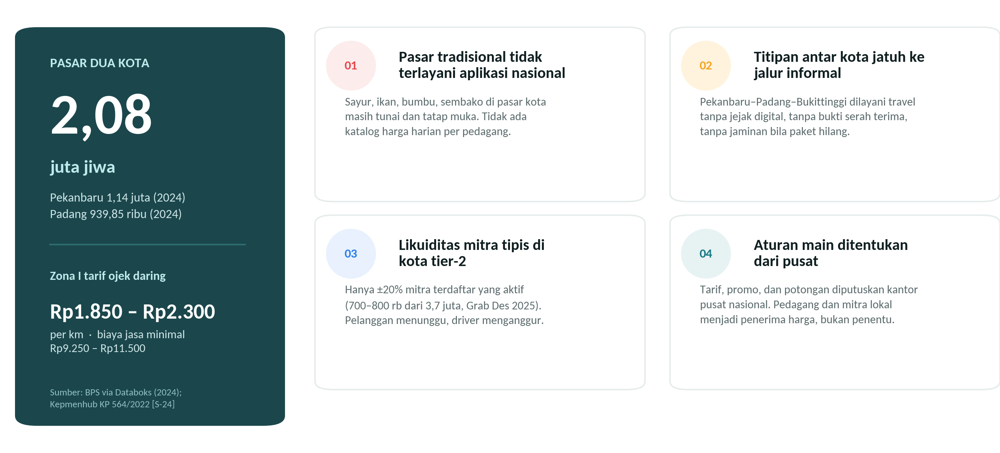 PASAR DUA KOTA
2,08
juta jiwa
Pekanbaru 1,14 juta (2024)
Padang 939,85 ribu (2024)
Zona I tarif ojek daring
Rp1.850 – Rp2.300
per km · biaya jasa minimal
Rp9.250 – Rp11.500
Sumber: BPS via Databoks (2024);
Kepmenhub KP 564/2022 [S-24]
01
Pasar tradisional tidak
terlayani aplikasi nasional
Sayur, ikan, bumbu, sembako di pasar kota
masih tunai dan tatap muka. Tidak ada
katalog harga harian per pedagang.
02
Titipan antar kota jatuh ke
jalur informal
Pekanbaru–Padang–Bukittinggi dilayani travel
tanpa jejak digital, tanpa bukti serah terima,
tanpa jaminan bila paket hilang.
03
Likuiditas mitra tipis di
kota tier-2
Hanya ±20% mitra terdaftar yang aktif
(700–800 rb dari 3,7 juta, Grab Des 2025).
Pelanggan menunggu, driver menganggur.
04
Aturan main ditentukan
dari pusat
Tarif, promo, dan potongan diputuskan kantor
pusat nasional. Pedagang dan mitra lokal
menjadi penerima harga, bukan penentu.